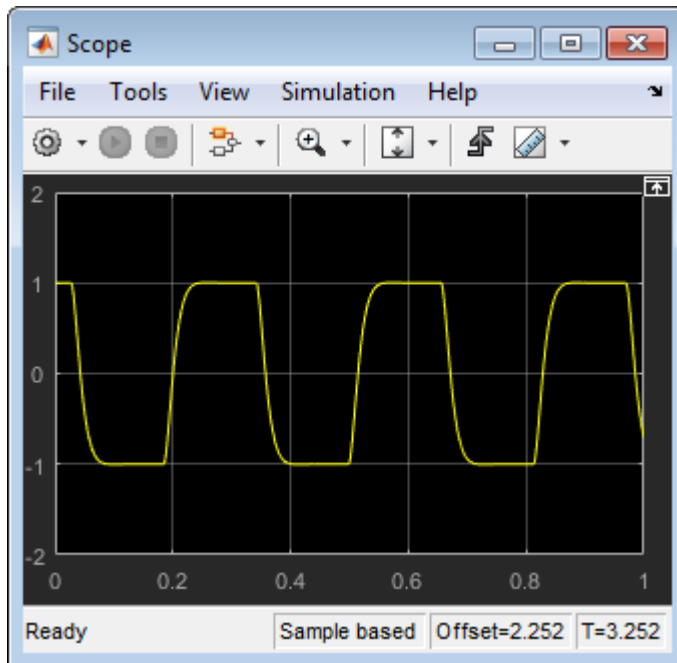 Scope
File Tools View Simulation Help
2
1
0
-1
-2
0 0.2 0.4 0.6 0.8 1
Ready Sample based Offset=2.252 T=3.252